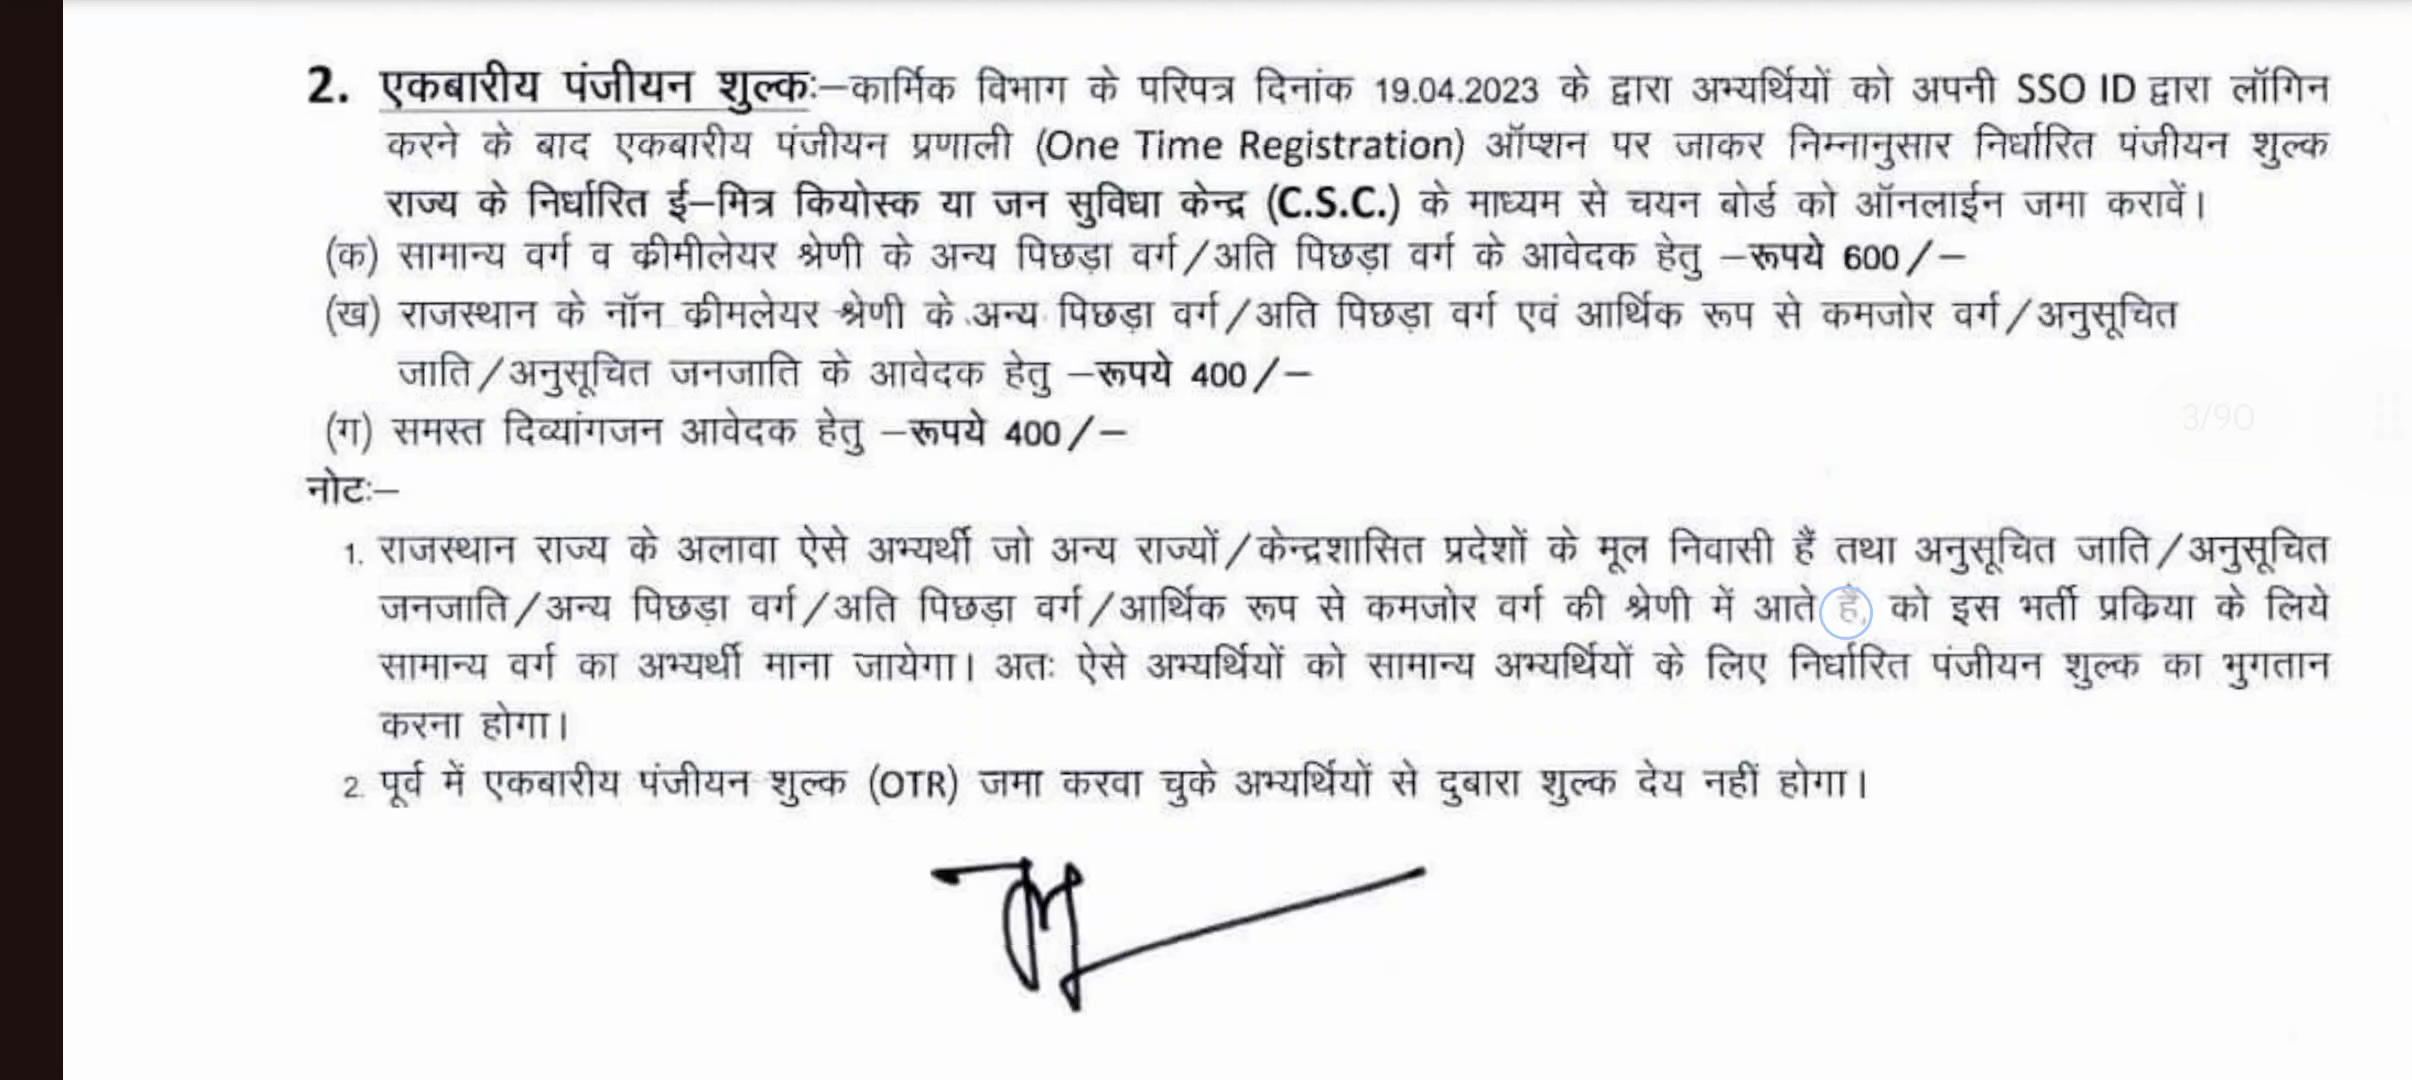 2. एकबारीय पंजीयन शुल्कः–कार्मिक विभाग के परिपत्र दिनांक 19.04.2023 के द्वारा अभ्यर्थियों को अपनी SSO ID द्वारा लॉगिन
करने के बाद एकबारीय पंजीयन प्रणाली (One Time Registration) ऑप्शन पर जाकर निम्नानुसार निर्धारित पंजीयन शुल्क
राज्य के निर्धारित ई–मित्र कियोस्क या जन सुविधा केन्द्र (C.S.C.) के माध्यम से चयन बोर्ड को ऑनलाईन जमा करावें।
(क) सामान्य वर्ग व क्रीमीलेयर श्रेणी के अन्य पिछड़ा वर्ग/अति पिछड़ा वर्ग के आवेदक हेतु –रूपये 600/–
(ख) राजस्थान के नॉन क्रीमलेयर श्रेणी के अन्य पिछड़ा वर्ग/अति पिछड़ा वर्ग एवं आर्थिक रूप से कमजोर वर्ग/अनुसूचित
जाति/अनुसूचित जनजाति के आवेदक हेतु –रूपये 400/–
(ग) समस्त दिव्यांगजन आवेदक हेतु –रूपये 400/–
3/90
नोटः–
1. राजस्थान राज्य के अलावा ऐसे अभ्यर्थी जो अन्य राज्यों/केन्द्रशासित प्रदेशों के मूल निवासी हैं तथा अनुसूचित जाति/अनुसूचित
जनजाति/अन्य पिछड़ा वर्ग/अति पिछड़ा वर्ग/आर्थिक रूप से कमजोर वर्ग की श्रेणी में आते हैं, को इस भर्ती प्रकिया के लिये
सामान्य वर्ग का अभ्यर्थी माना जायेगा। अतः ऐसे अभ्यर्थियों को सामान्य अभ्यर्थियों के लिए निर्धारित पंजीयन शुल्क का भुगतान
करना होगा।
2. पूर्व में एकबारीय पंजीयन शुल्क (OTR) जमा करवा चुके अभ्यर्थियों से दुबारा शुल्क देय नहीं होगा।